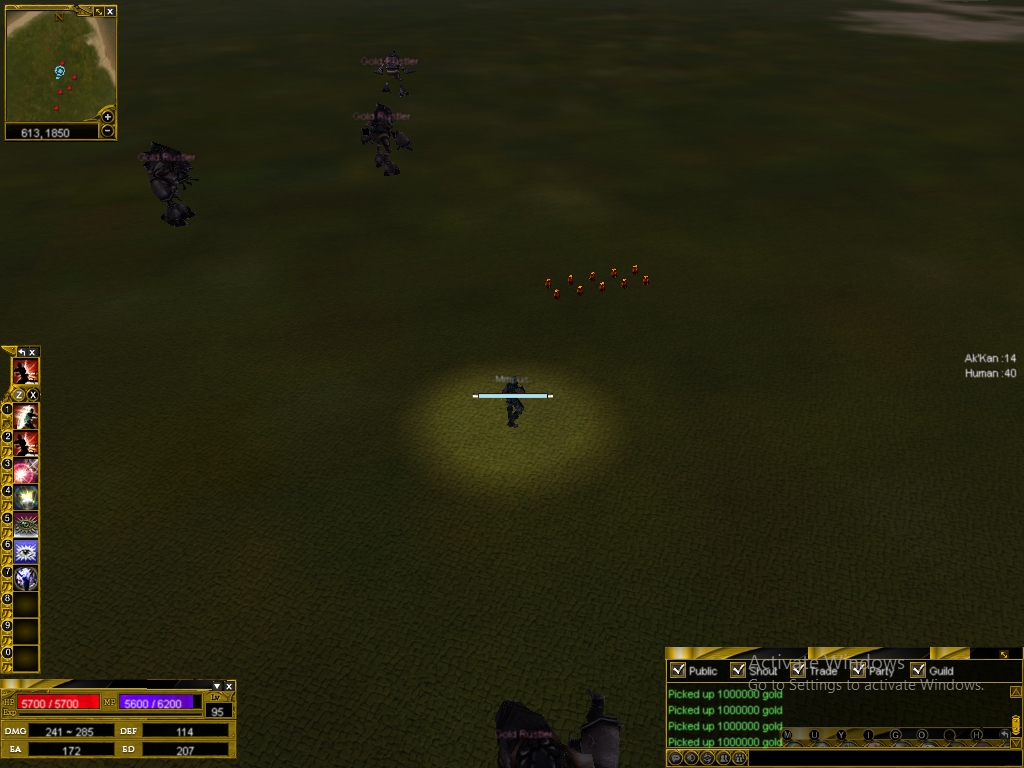 N
613, 1850
Gold Rustler
Gold Rustler
Gold Rustler
Ak'Kan :14
Human :40
Z X
1
2
3
4
5
6
7
8
9
0
HP 5700 / 5700 MP 5600 / 6200 Lv
Exp 95
DMG 241 ~ 285 DEF 114
EA 172 ED 207
Gold Rustler
Activate Windows
Go to Settings to activate Windows.
Public Shout Trade Party Guild
Picked up 1000000 gold
Picked up 1000000 gold
Picked up 1000000 gold
Picked up 1000000 gold
M U Y I G O H